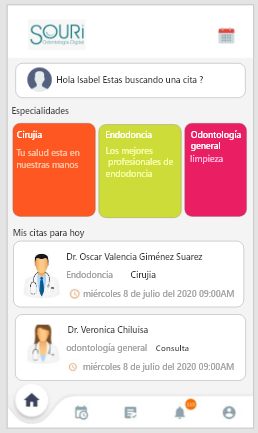 SOURi
Odontología Digital
Hola Isabel Estas buscando una cita ?
Especialidades
Cirujia
Tu salud esta en
nuestras manos
Endodoncia
Los mejores
profesionales de
endodoncia
Odontología
general
limpieza
Mis citas para hoy
Dr. Oscar Valencia Giménez Suarez
Endodoncia Cirujia
miércoles 8 de julio del 2020 09:00AM
Dr. Veronica Chiluisa
odontología general Consulta
miércoles 8 de julio del 2020 09:00AM